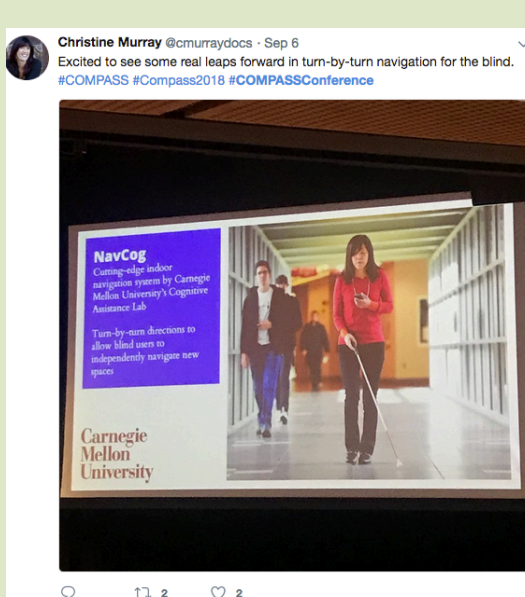 Christine Murray @cmurraydocs · Sep 6
Excited to see some real leaps forward in turn-by-turn navigation for the blind.
#COMPASS #Compass2018 #COMPASSConference
NavCog
Cutting-edge indoor
navigation system by Carnegie
Mellon University's Cognitive
Assistance Lab
Turn-by-turn directions to
allow blind users to
independently navigate new
spaces
Carnegie
Mellon
University
2 2